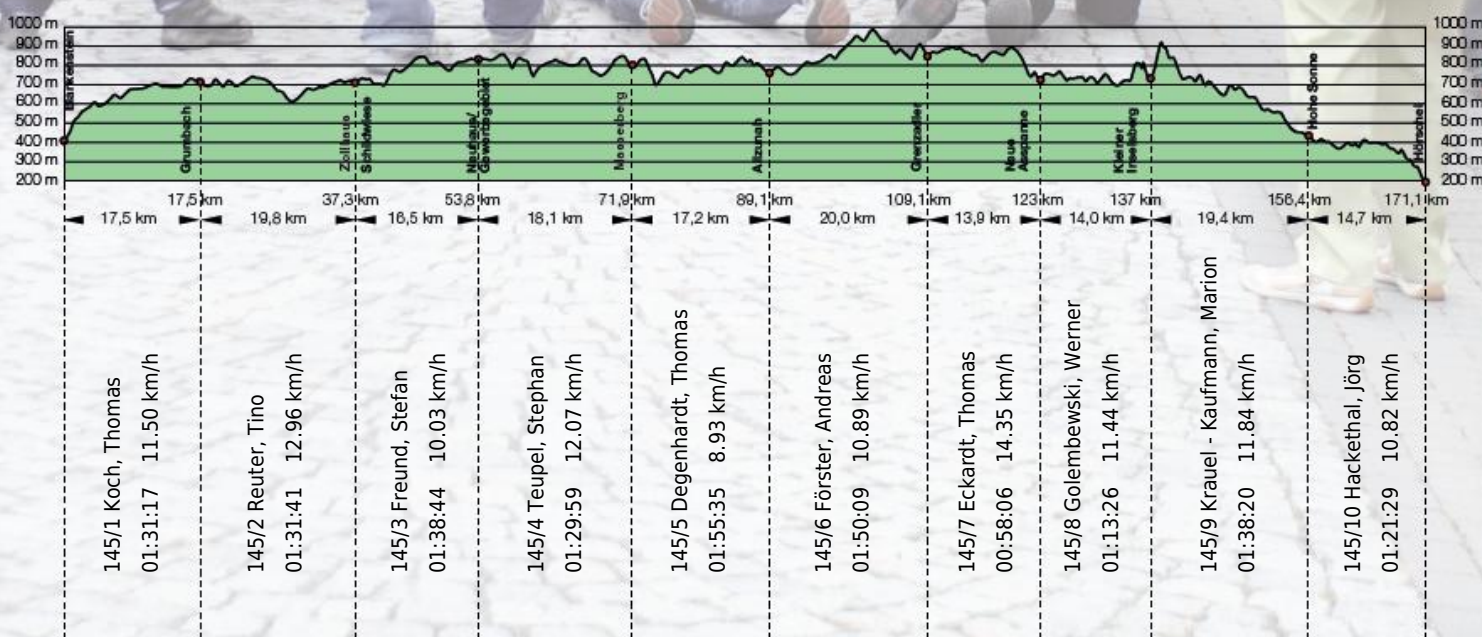 1000 m 1000 m
900 m 900 m
800 m 800 m
700 m 700 m
600 m 600 m
500 m 500 m
400 m 400 m
300 m 300 m
200 m 200 m
Blankenstein
Grumbach
Zollhaus
Schildwiese
Neuhaus/
Masserberg
Allzunah
Grenzadler
Neue
Ausspanne
Kleiner
Inselsberg
Hohe Sonne
Hörschel
17,5 km 37,3 km 53,8 km 71,9 km 89,1 km 109,1 km 123 km 137 km 156,4 km 171,1 km
17,5 km 19,8 km 16,5 km 18,1 km 17,2 km 20,0 km 13,9 km 14,0 km 19,4 km 14,7 km
145/1 Koch, Thomas
01:31:17 11.50 km/h
145/2 Reuter, Tino
01:31:41 12.96 km/h
145/3 Freund, Stefan
01:38:44 10.03 km/h
145/4 Teupel, Stephan
01:29:59 12.07 km/h
145/5 Degenhardt, Thomas
01:55:35 8.93 km/h
145/6 Förster, Andreas
01:50:09 10.89 km/h
145/7 Eckardt, Thomas
00:58:06 14.35 km/h
145/8 Golembewski, Werner
01:13:26 11.44 km/h
145/9 Krauel - Kaufmann, Marion
01:38:20 11.84 km/h
145/10 Hackethal, Jörg
01:21:29 10.82 km/h